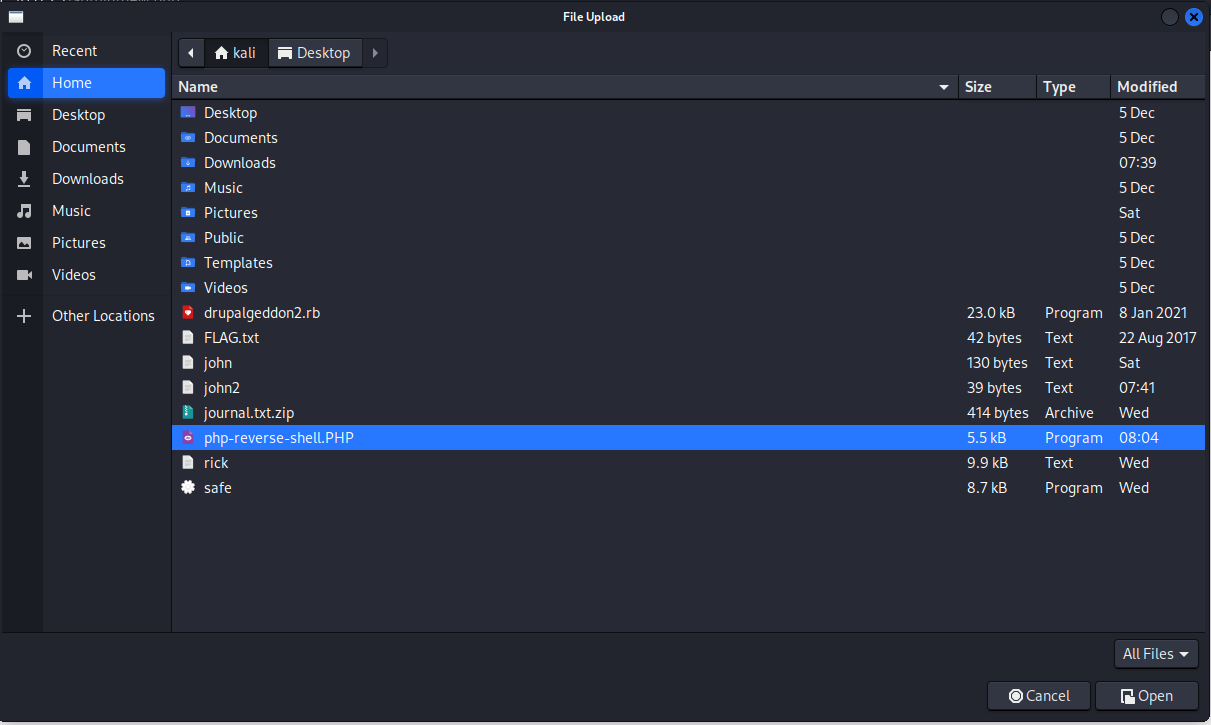 File Upload
Recent
Home
Desktop
Documents
Downloads
Music
Pictures
Videos
Other Locations
kali Desktop
Name Size Type Modified
Desktop 5 Dec
Documents 5 Dec
Downloads 07:39
Music 5 Dec
Pictures Sat
Public 5 Dec
Templates 5 Dec
Videos 5 Dec
drupalgeddon2.rb 23.0 kB Program 8 Jan 2021
FLAG.txt 42 bytes Text 22 Aug 2017
john 130 bytes Text Sat
john2 39 bytes Text 07:41
journal.txt.zip 414 bytes Archive Wed
php-reverse-shell.PHP 5.5 kB Program 08:04
rick 9.9 kB Text Wed
safe 8.7 kB Program Wed
All Files
Cancel Open